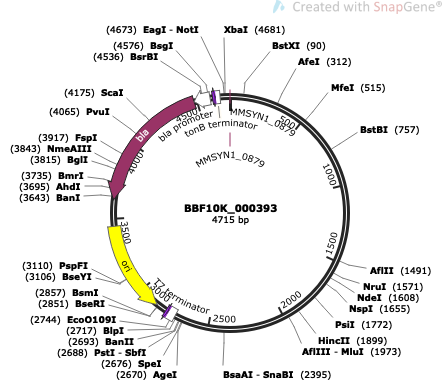 Created with SnapGene®
(4673) EagI - NotI
XbaI (4681)
(4576) BsgI
BstXI (90)
(4536) BsrBI
AfeI (312)
(4175) ScaI
MfeI (515)
(4065) PvuI
BstBI (757)
(3917) FspI
(3843) NmeAIII
(3815) BglI
(3735) BmrI
(3695) AhdI
(3643) BanI
bla
bla promoter
tonB terminator
MMSYN1_0879
MMSYN1_0879
4500
500
4000
1000
3500
1500
3000
2500
2000
BBF10K_000393
4715 bp
ori
T7 terminator
(3110) PspFI
(3106) BseYI
(2857) BsmI
(2851) BseRI
(2744) EcoO109I
(2717) BlpI
(2693) BanII
(2688) PstI - SbfI
(2676) SpeI
(2670) AgeI
AflII (1491)
NruI (1571)
NdeI (1608)
NspI (1655)
PsiI (1772)
HincII (1899)
AflIII - MluI (1973)
BsaAI - SnaBI (2395)